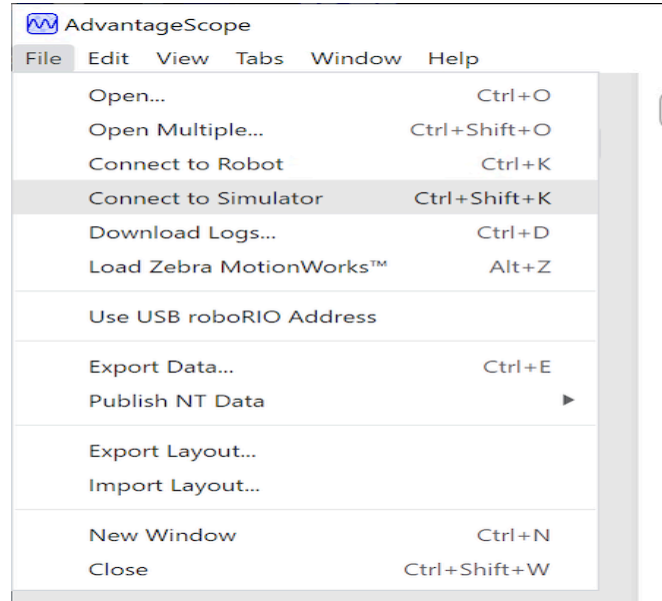 AdvantageScope
File Edit View Tabs Window Help
Open... Ctrl+O
Open Multiple... Ctrl+Shift+O
Connect to Robot Ctrl+K
Connect to Simulator Ctrl+Shift+K
Download Logs... Ctrl+D
Load Zebra MotionWorks™ Alt+Z
Use USB roboRIO Address
Export Data... Ctrl+E
Publish NT Data
Export Layout...
Import Layout...
New Window Ctrl+N
Close Ctrl+Shift+W